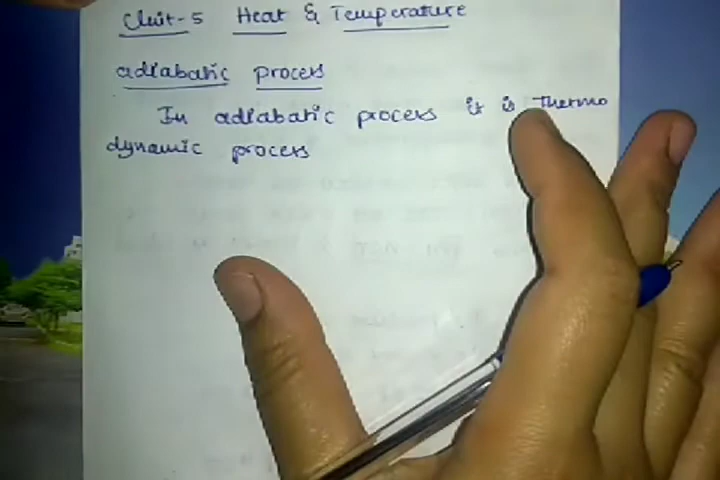 Unit-5 Heat & Temperature
adiabatic process
In adiabatic process it is Thermo
dynamic process